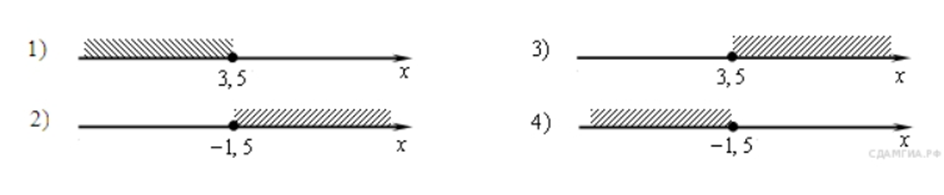 1) 3,5 x
2) −1,5 x
3) 3,5 x
4) −1,5 x
СДАМГИА.РФ